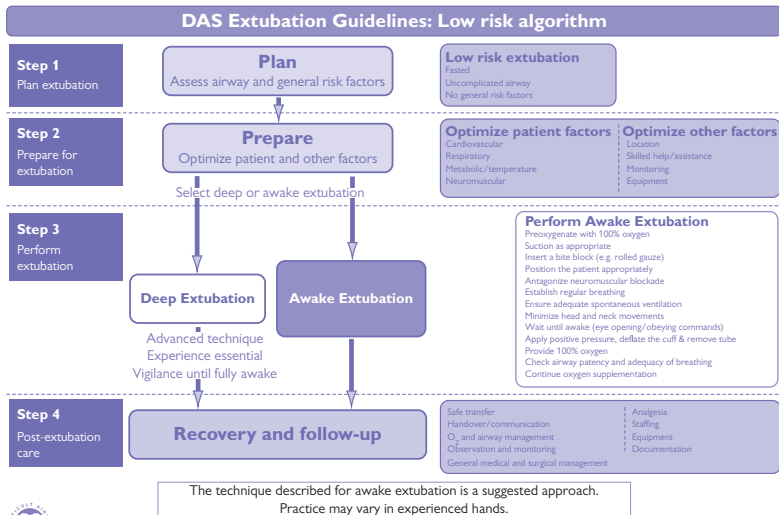 DAS Extubation Guidelines: Low risk algorithm
Step 1
Plan extubation
Plan
Assess airway and general risk factors
Low risk extubation
Fasted
Uncomplicated airway
No general risk factors
Step 2
Prepare for
extubation
Prepare
Optimize patient and other factors
Optimize patient factors
Cardiovascular
Respiratory
Metabolic/temperature
Neuromuscular
Optimize other factors
Location
Skilled help/assistance
Monitoring
Equipment
Select deep or awake extubation
Step 3
Perform
extubation
Deep Extubation
Advanced technique
Experience essential
Vigilance until fully awake
Awake Extubation
Perform Awake Extubation
Preoxygenate with 100% oxygen
Suction as appropriate
Insert a bite block (e.g. rolled gauze)
Position the patient appropriately
Antagonize neuromuscular blockade
Establish regular breathing
Ensure adequate spontaneous ventilation
Minimize head and neck movements
Wait until awake (eye opening/obeying commands)
Apply positive pressure, deflate the cuff & remove tube
Provide 100% oxygen
Check airway patency and adequacy of breathing
Continue oxygen supplementation
Step 4
Post-extubation
care
Recovery and follow-up
Safe transfer
Handover/communication
O₂ and airway management
Observation and monitoring
General medical and surgical management
Analgesia
Staffing
Equipment
Documentation
The technique described for awake extubation is a suggested approach.
Practice may vary in experienced hands.